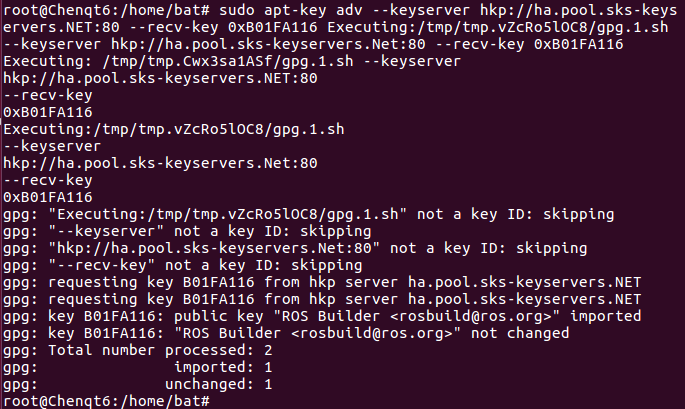 root@Chenqt6:/home/bat# sudo apt-key adv --keyserver hkp://ha.pool.sks-keys
ervers.NET:80 --recv-key 0xB01FA116 Executing:/tmp/tmp.vZcRo5lOC8/gpg.1.sh
--keyserver hkp://ha.pool.sks-keyservers.Net:80 --recv-key 0xB01FA116
Executing: /tmp/tmp.Cwx3sa1ASf/gpg.1.sh --keyserver
hkp://ha.pool.sks-keyservers.NET:80
--recv-key
0xB01FA116
Executing:/tmp/tmp.vZcRo5lOC8/gpg.1.sh
--keyserver
hkp://ha.pool.sks-keyservers.Net:80
--recv-key
0xB01FA116
gpg: "Executing:/tmp/tmp.vZcRo5lOC8/gpg.1.sh" not a key ID: skipping
gpg: "--keyserver" not a key ID: skipping
gpg: "hkp://ha.pool.sks-keyservers.Net:80" not a key ID: skipping
gpg: "--recv-key" not a key ID: skipping
gpg: requesting key B01FA116 from hkp server ha.pool.sks-keyservers.NET
gpg: requesting key B01FA116 from hkp server ha.pool.sks-keyservers.NET
gpg: key B01FA116: public key "ROS Builder <rosbuild@ros.org>" imported
gpg: key B01FA116: "ROS Builder <rosbuild@ros.org>" not changed
gpg: Total number processed: 2
gpg:               imported: 1
gpg:              unchanged: 1
root@Chenqt6:/home/bat#